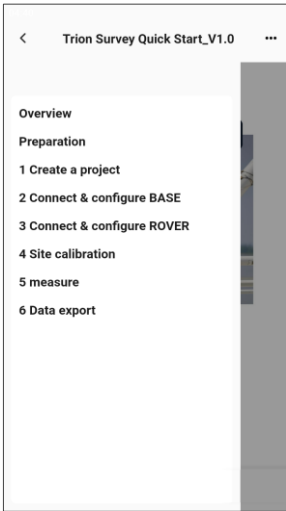 Trion Survey Quick Start_V1.0
Overview
Preparation
1 Create a project
2 Connect & configure BASE
3 Connect & configure ROVER
4 Site calibration
5 measure
6 Data export